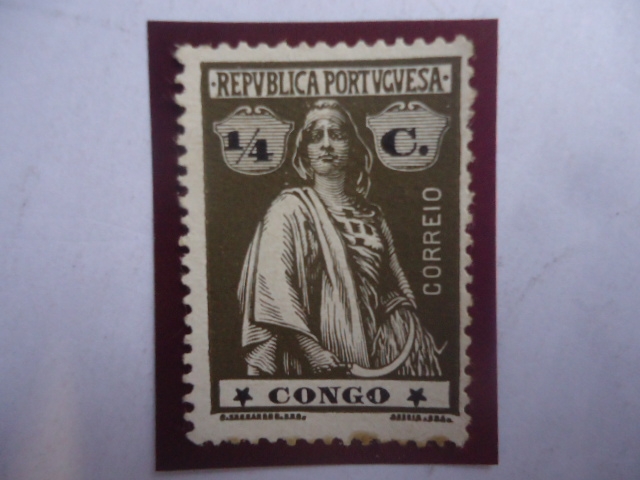 ·REPVBLICA PORTVGVESA·
1/4 C.
CORREIO
★ CONGO ★